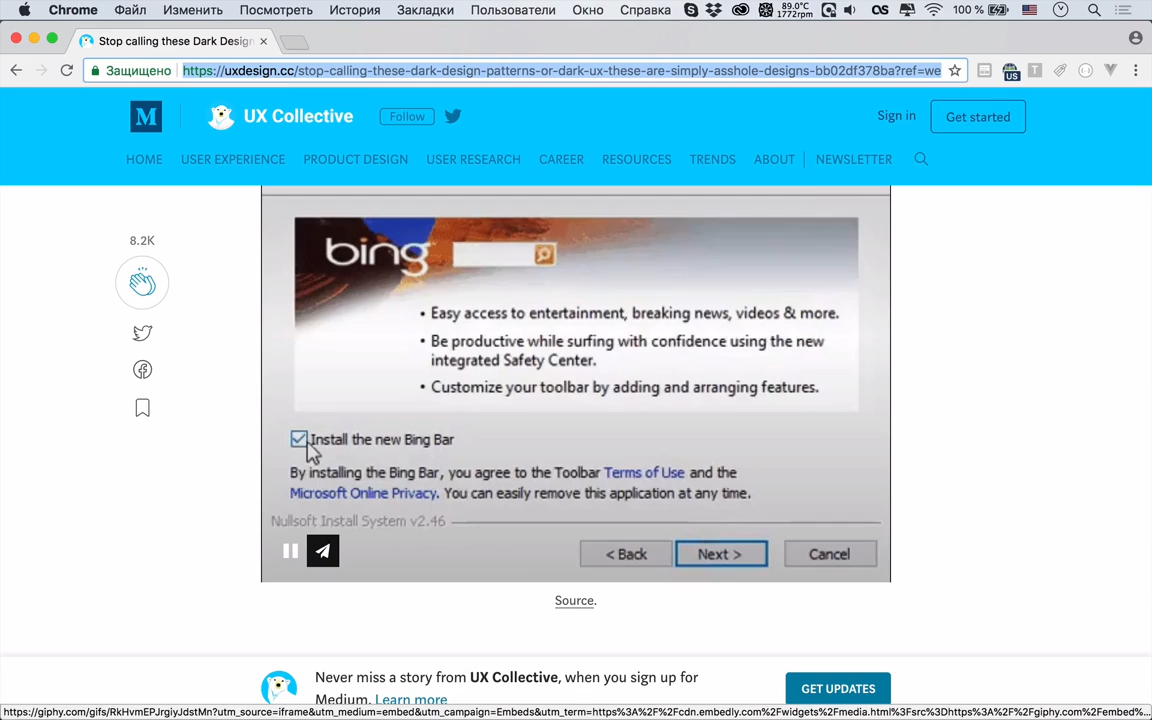 Chrome Файл Изменить Посмотреть История Закладки Пользователи Окно Справка 89.0°C 1772rpm 100 %
Stop calling these Dark Design
Защищено https://uxdesign.cc/stop-calling-these-dark-design-patterns-or-dark-ux-these-are-simply-asshole-designs-bb02df378ba?ref=we
M UX Collective Follow Sign in Get started
HOME USER EXPERIENCE PRODUCT DESIGN USER RESEARCH CAREER RESOURCES TRENDS ABOUT NEWSLETTER
8.2K
bing
• Easy access to entertainment, breaking news, videos & more.
• Be productive while surfing with confidence using the new
integrated Safety Center.
• Customize your toolbar by adding and arranging features.
Install the new Bing Bar
By installing the Bing Bar, you agree to the Toolbar Terms of Use and the
Microsoft Online Privacy. You can easily remove this application at any time.
Nullsoft Install System v2.46
< Back Next > Cancel
Source.
Never miss a story from UX Collective, when you sign up for
Medium. Learn more
GET UPDATES
https://giphy.com/gifs/RkHvmEPJrgiyJdstMn?utm_source=iframe&utm_medium=embed&utm_campaign=Embeds&utm_term=https%3A%2F%2Fcdn.embedly.com%2Fwidgets%2Fmedia.html%3Fsrc%3Dhttps%3A%2F%2Fgiphy.com%2Fembed%...